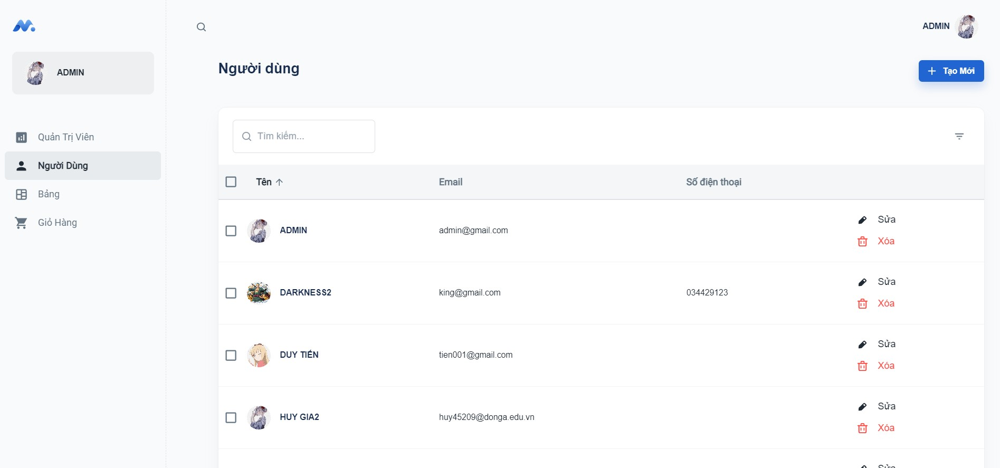 ADMIN
ADMIN
Người dùng
Tạo Mới
Quản Trị Viên
Người Dùng
Bảng
Giỏ Hàng
Tìm kiếm...
Tên Email Số điện thoại
ADMIN admin@gmail.com Sửa
Xóa
DARKNESS2 king@gmail.com 034429123 Sửa
Xóa
DUY TIẾN tien001@gmail.com Sửa
Xóa
HUY GIA2 huy45209@donga.edu.vn Sửa
Xóa
Sửa